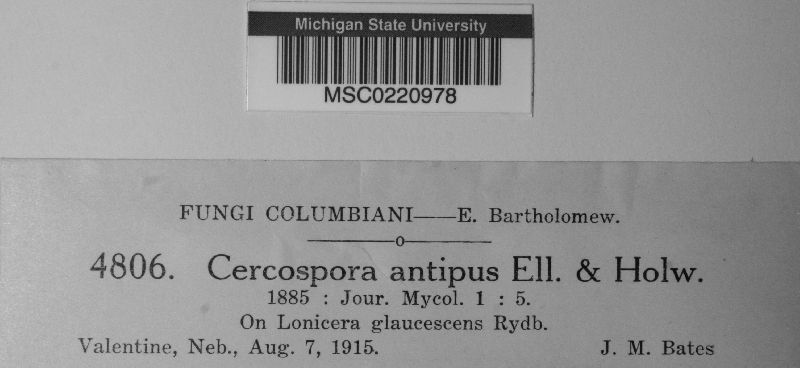 Michigan State University
MSC0220978
FUNGI COLUMBIANI——E. Bartholomew.
4806. Cercospora antipus Ell. & Holw.
1885 : Jour. Mycol. 1 : 5.
On Lonicera glaucescens Rydb.
Valentine, Neb., Aug. 7, 1915. J. M. Bates